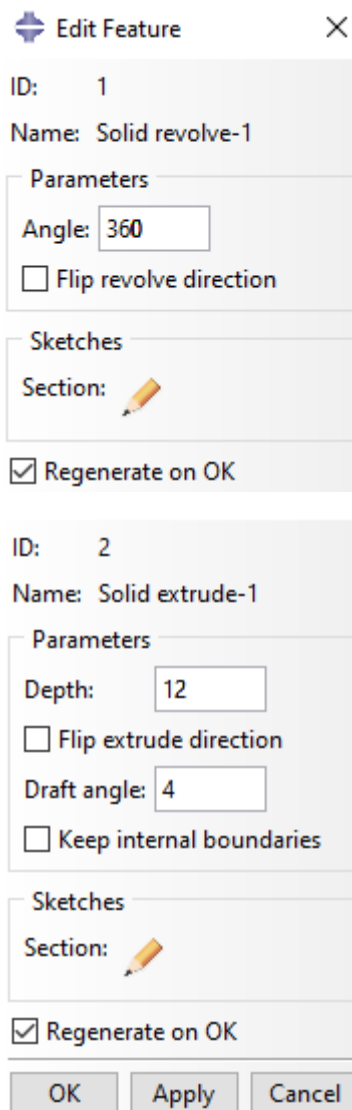 Edit Feature
ID: 1
Name: Solid revolve-1
Parameters
Angle: 360
Flip revolve direction
Sketches
Section:
Regenerate on OK
ID: 2
Name: Solid extrude-1
Parameters
Depth: 12
Flip extrude direction
Draft angle: 4
Keep internal boundaries
Sketches
Section:
Regenerate on OK
OK Apply Cancel